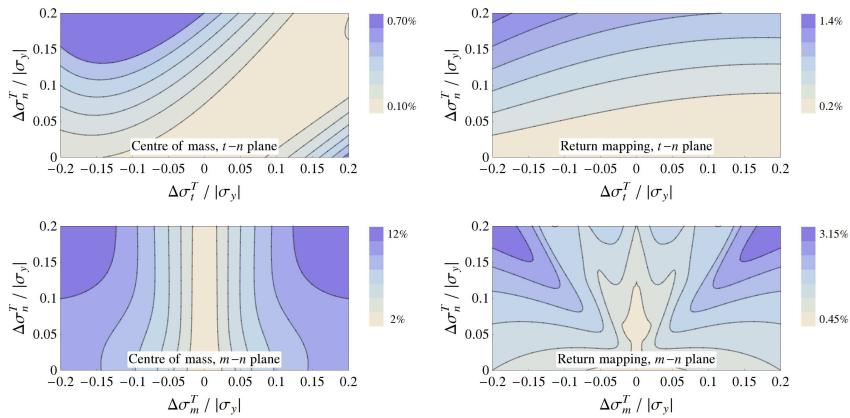 0.2
0.15
0.1
0.05
0
Δσ_n^T / |σ_y|
Centre of mass, t−n plane
−0.2 −0.15 −0.1 −0.05 0 0.05 0.1 0.15 0.2
Δσ_t^T / |σ_y|
0.70%
0.10%
0.2
0.15
0.1
0.05
0
Δσ_n^T / |σ_y|
Return mapping, t−n plane
−0.2 −0.15 −0.1 −0.05 0 0.05 0.1 0.15 0.2
Δσ_t^T / |σ_y|
1.4%
0.2%
0.2
0.15
0.1
0.05
0
Δσ_n^T / |σ_y|
Centre of mass, m−n plane
−0.2 −0.15 −0.1 −0.05 0 0.05 0.1 0.15 0.2
Δσ_m^T / |σ_y|
12%
2%
0.2
0.15
0.1
0.05
0
Δσ_n^T / |σ_y|
Return mapping, m−n plane
−0.2 −0.15 −0.1 −0.05 0 0.05 0.1 0.15 0.2
Δσ_m^T / |σ_y|
3.15%
0.45%